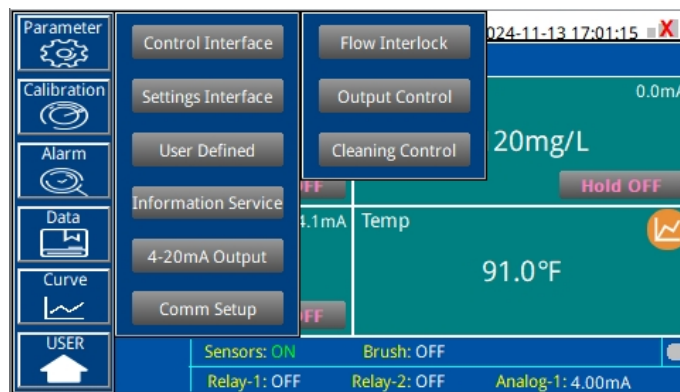 Parameter
Calibration
Alarm
Data
Curve
USER
Control Interface
Settings Interface
User Defined
Information Service
4-20mA Output
Comm Setup
Flow Interlock
Output Control
Cleaning Control
024-11-13 17:01:15
0.0mA
20mg/L
Hold OFF
4.1mA
Temp
91.0°F
Sensors: ON
Brush: OFF
Relay-1: OFF
Relay-2: OFF
Analog-1: 4.00mA